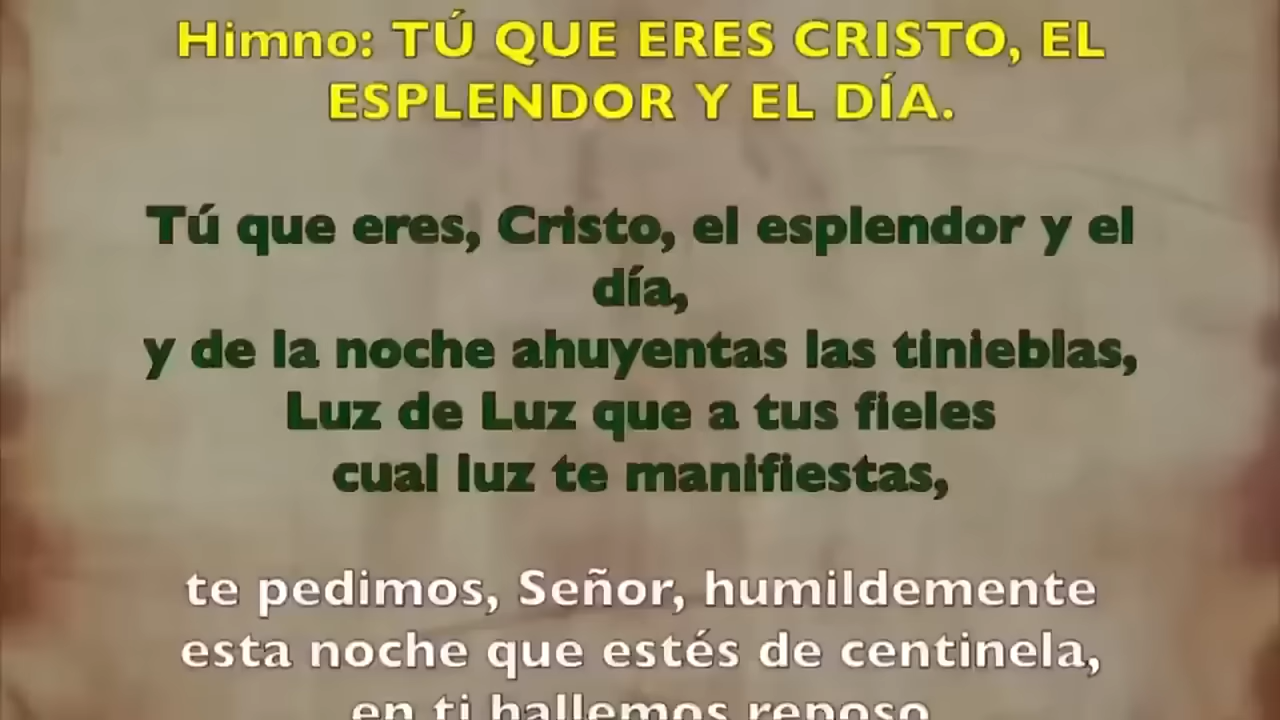 Himno: TÚ QUE ERES CRISTO, EL
ESPLENDOR Y EL DÍA.
Tú que eres, Cristo, el esplendor y el
día,
y de la noche ahuyentas las tinieblas,
Luz de Luz que a tus fieles
cual luz te manifiestas,
te pedimos, Señor, humildemente
esta noche que estés de centinela,
en ti hallemos reposo